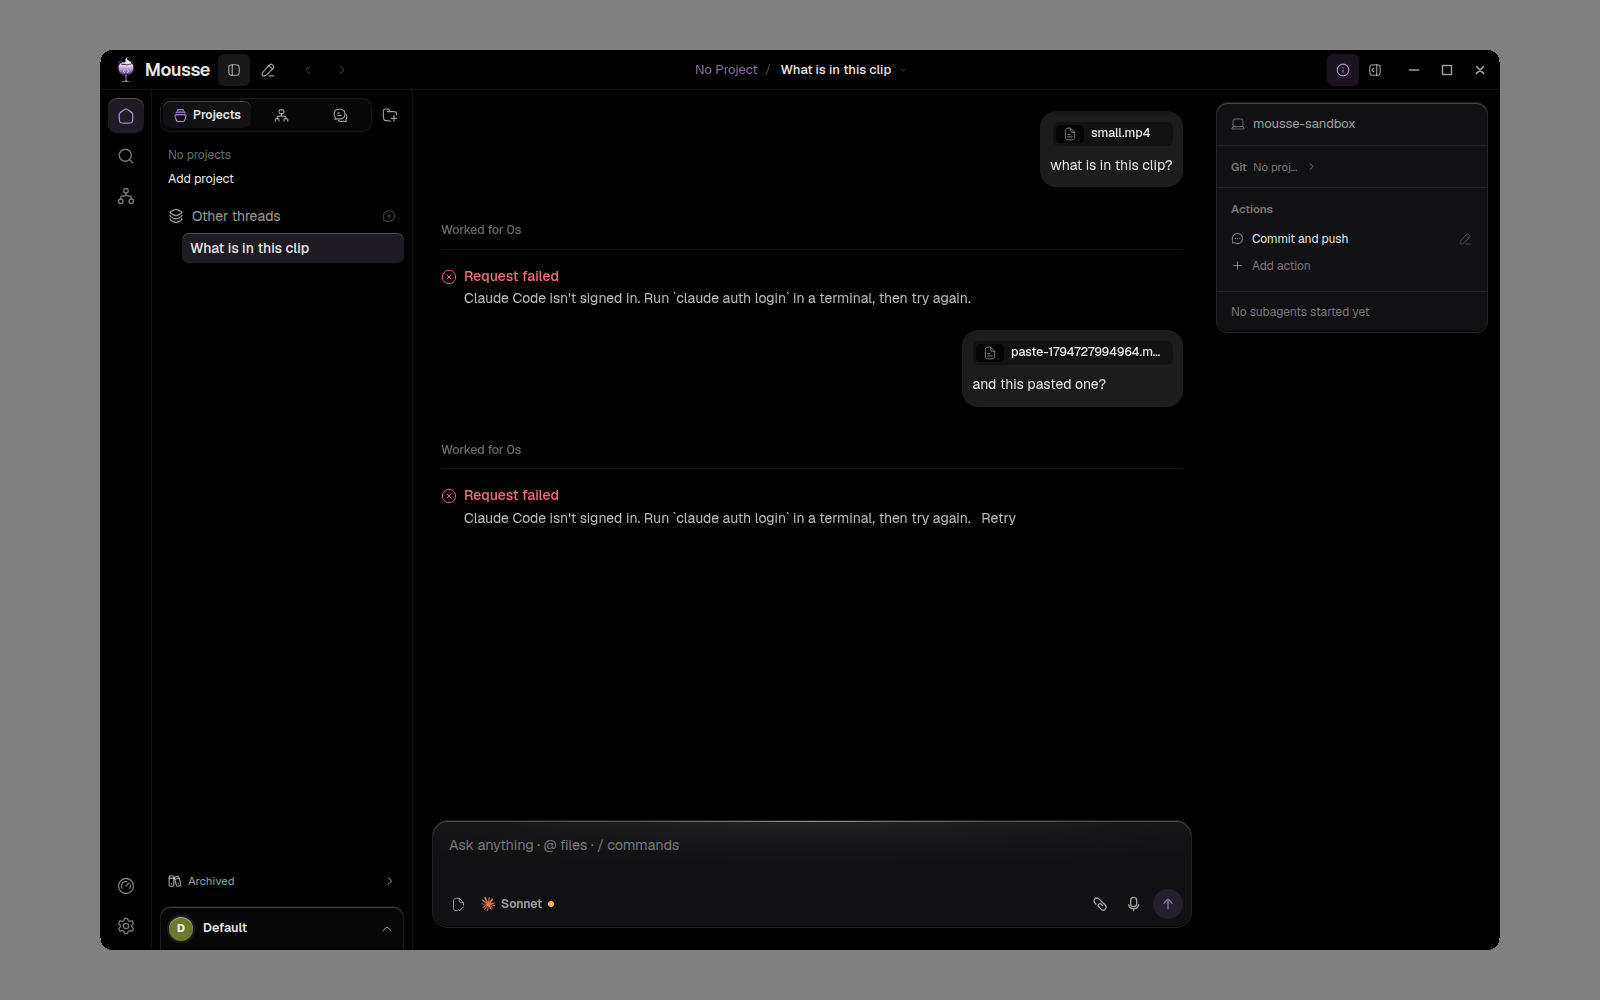 Mousse
No Project / What is in this clip
Projects
No projects
Add project
Other threads
What is in this clip
Archived
D Default
small.mp4
what is in this clip?
Worked for 0s
Request failed
Claude Code isn't signed in. Run `claude auth login` in a terminal, then try again.
paste-1794727994964.m...
and this pasted one?
Worked for 0s
Request failed
Claude Code isn't signed in. Run `claude auth login` in a terminal, then try again. Retry
Ask anything · @ files · / commands
Sonnet
mousse-sandbox
Git No proj...
Actions
Commit and push
Add action
No subagents started yet